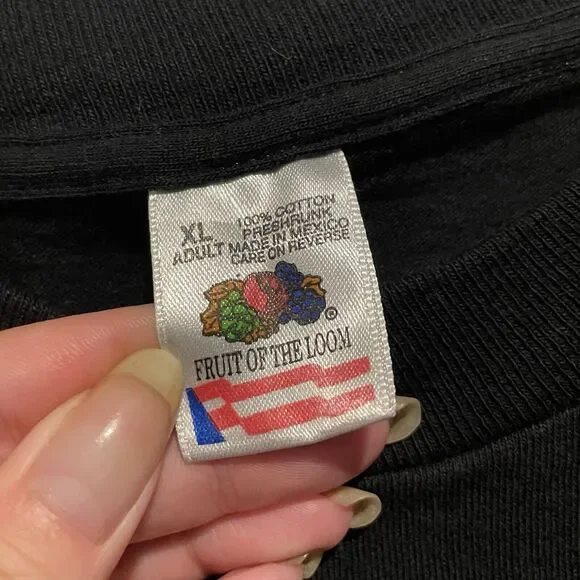 XL
ADULT
100% COTTON
PRESHRUNK
MADE IN MEXICO
CARE ON REVERSE
®
FRUIT OF THE LOOM